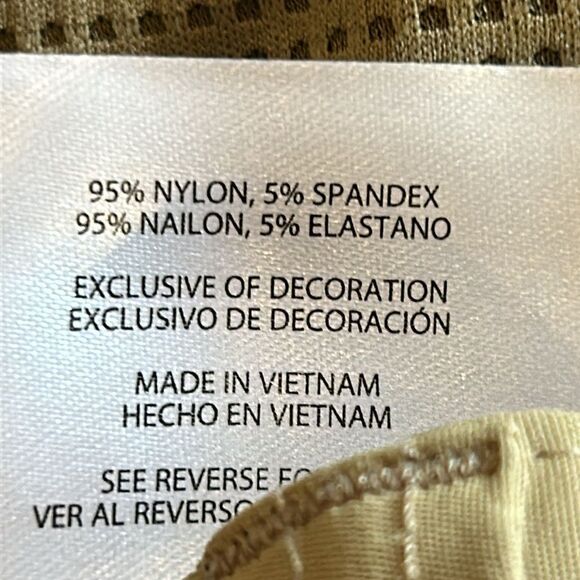 95% NYLON, 5% SPANDEX
95% NAILON, 5% ELASTANO
EXCLUSIVE OF DECORATION
EXCLUSIVO DE DECORACIÓN
MADE IN VIETNAM
HECHO EN VIETNAM
SEE REVERSE
VER AL